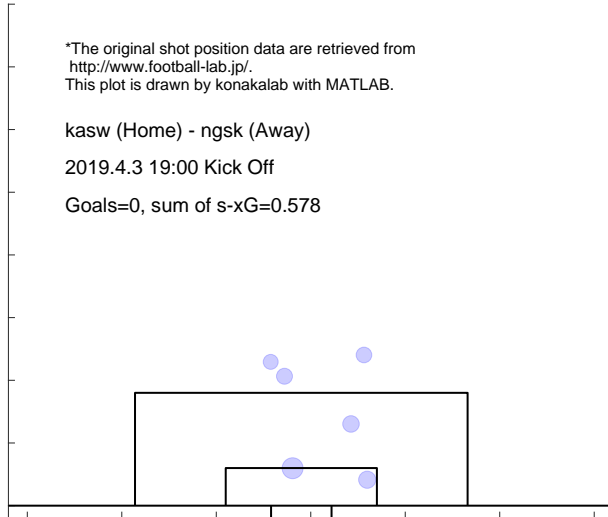 *The original shot position data are retrieved from
http://www.football-lab.jp/.
This plot is drawn by konakalab with MATLAB.
kasw (Home) - ngsk (Away)
2019.4.3 19:00 Kick Off
Goals=0, sum of s-xG=0.578